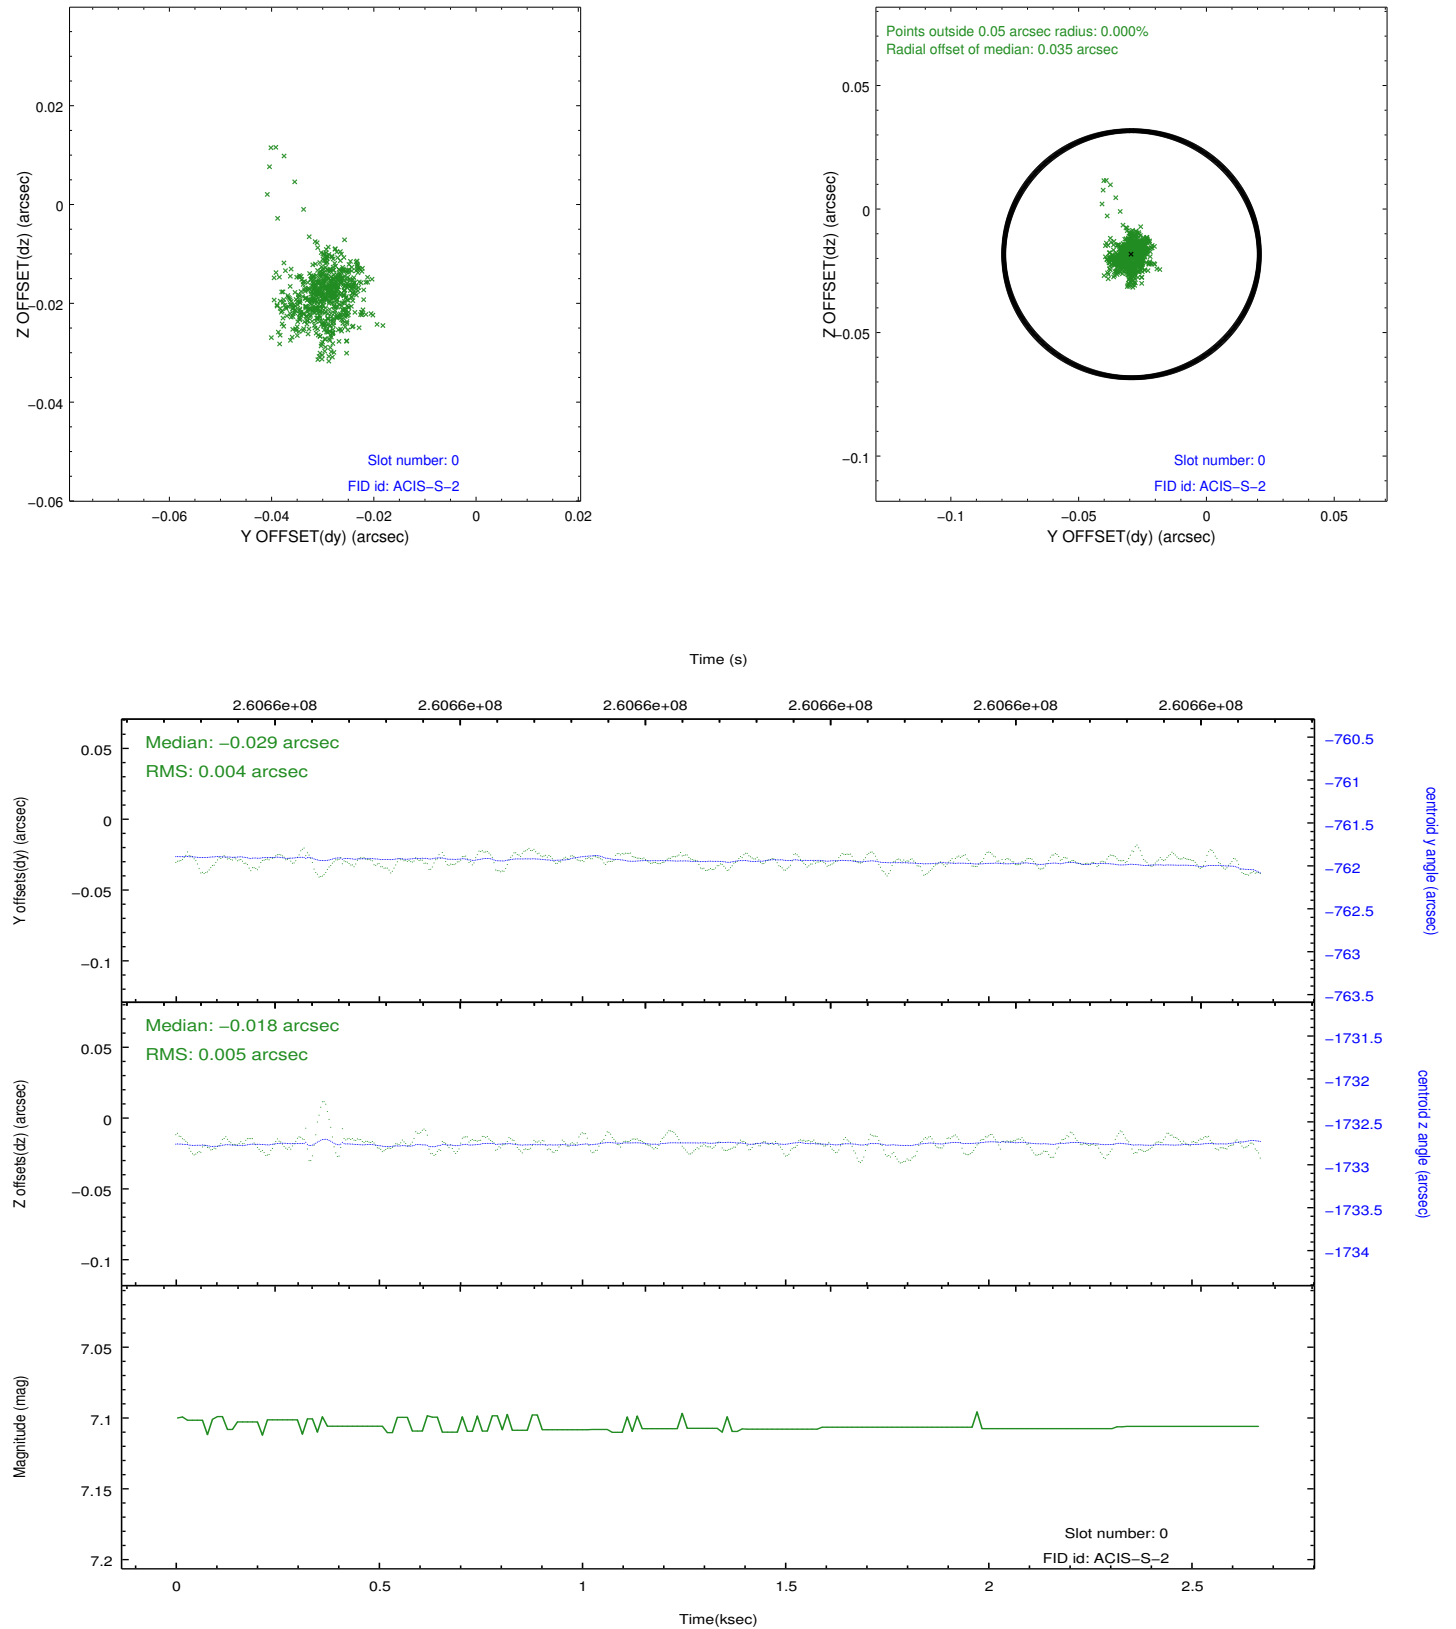 0.02
0
−0.02
−0.04
−0.06
Z OFFSET(dz) (arcsec)
Slot number: 0
FID id: ACIS−S−2
−0.06
−0.04
−0.02
0
0.02
Y OFFSET(dy) (arcsec)
Points outside 0.05 arcsec radius: 0.000%
Radial offset of median: 0.035 arcsec
0.05
0
−0.05
−0.1
Z OFFSET(dz) (arcsec)
Slot number: 0
FID id: ACIS−S−2
−0.1
−0.05
0
0.05
Y OFFSET(dy) (arcsec)
Time (s)
2.6066e+08
2.6066e+08
2.6066e+08
2.6066e+08
2.6066e+08
2.6066e+08
Median: −0.029 arcsec
RMS: 0.004 arcsec
0.05
0
−0.05
−0.1
Y offsets(dy) (arcsec)
−760.5
−761
−761.5
−762
−762.5
−763
−763.5
centroid y angle (arcsec)
Median: −0.018 arcsec
RMS: 0.005 arcsec
0.05
0
−0.05
−0.1
Z offsets(dz) (arcsec)
−1731.5
−1732
−1732.5
−1733
−1733.5
−1734
centroid z angle (arcsec)
7.05
7.1
7.15
7.2
Magnitude (mag)
Slot number: 0
FID id: ACIS−S−2
0
0.5
1
1.5
2
2.5
Time(ksec)